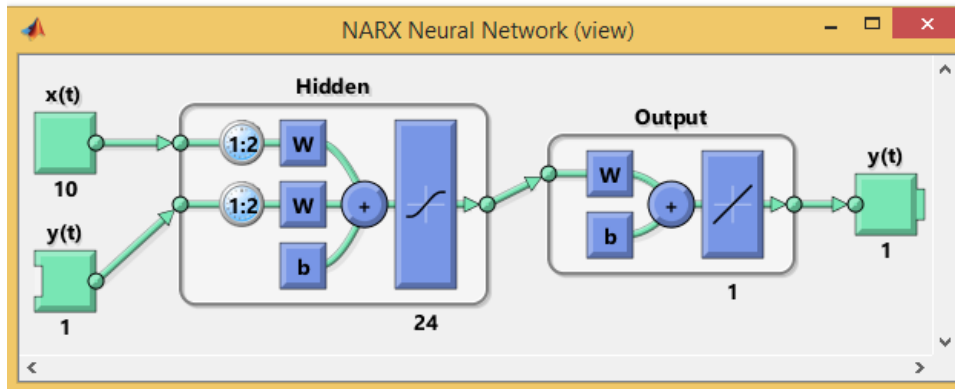 NARX Neural Network (view)
Hidden
x(t)
1:2
W
10
y(t)
1:2
W
+
b
1
24
Output
W
+
b
1
y(t)
1